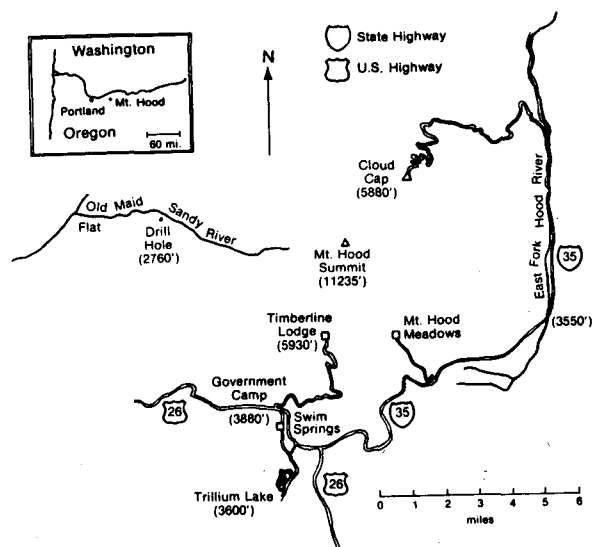 Washington
Portland
Mt. Hood
Oregon
60 mi.
N
State Highway
U.S. Highway
Cloud
Cap
(5880')
East Fork Hood River
35
(3550')
Old Maid
Flat
Sandy River
Drill
Hole
(2760')
Mt. Hood
Summit
(11235')
Timberline
Lodge
(5930')
Mt. Hood
Meadows
Government
Camp
(3880')
26
Swim
Springs
35
26
Trillium Lake
(3600')
0 1 2 3 4 5 6
miles